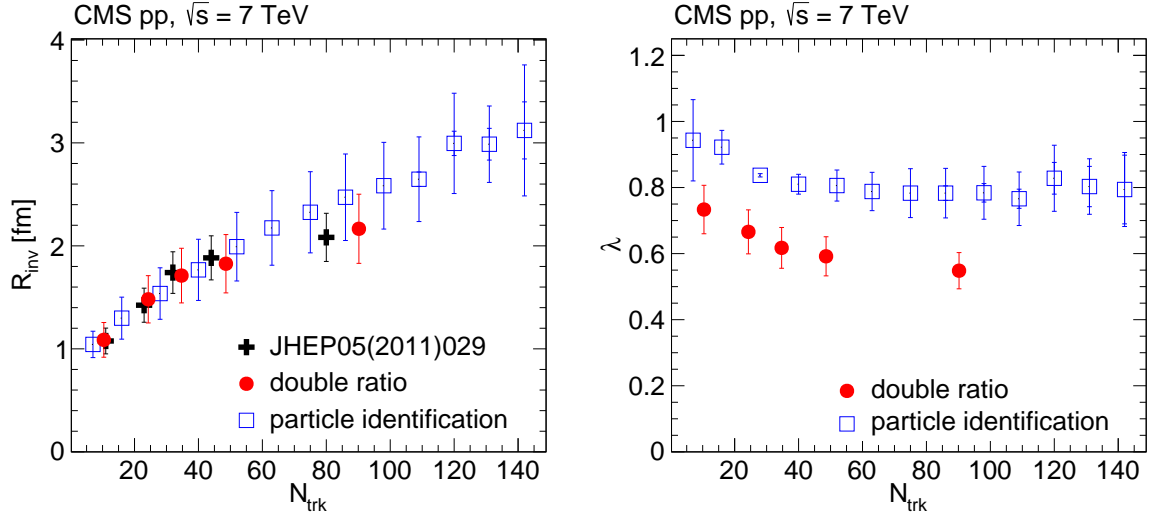 CMS pp, √s = 7 TeV
R_inv [fm]
4
3
2
1
0
JHEP05(2011)029
double ratio
particle identification
20 40 60 80 100 120 140
N_trk
CMS pp, √s = 7 TeV
λ
1.2
1
0.8
0.6
0.4
0.2
0
double ratio
particle identification
20 40 60 80 100 120 140
N_trk